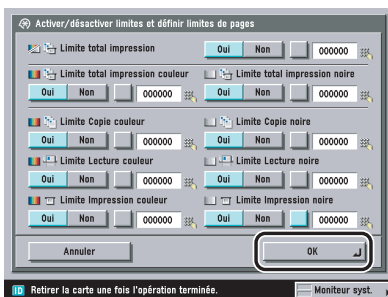 Activer/désactiver limites et définir limites de pages
Limite total impression Oui Non 000000
Limite total impression couleur Limite total impression noire
Oui Non 000000 Oui Non 000000
Limite Copie couleur Limite Copie noire
Oui Non 000000 Oui Non 000000
Limite Lecture couleur Limite Lecture noire
Oui Non 000000 Oui Non 000000
Limite Impression couleur Limite Impression noire
Oui Non 000000 Oui Non 000000
Annuler OK
ID Retirer la carte une fois l'opération terminée. Moniteur syst.